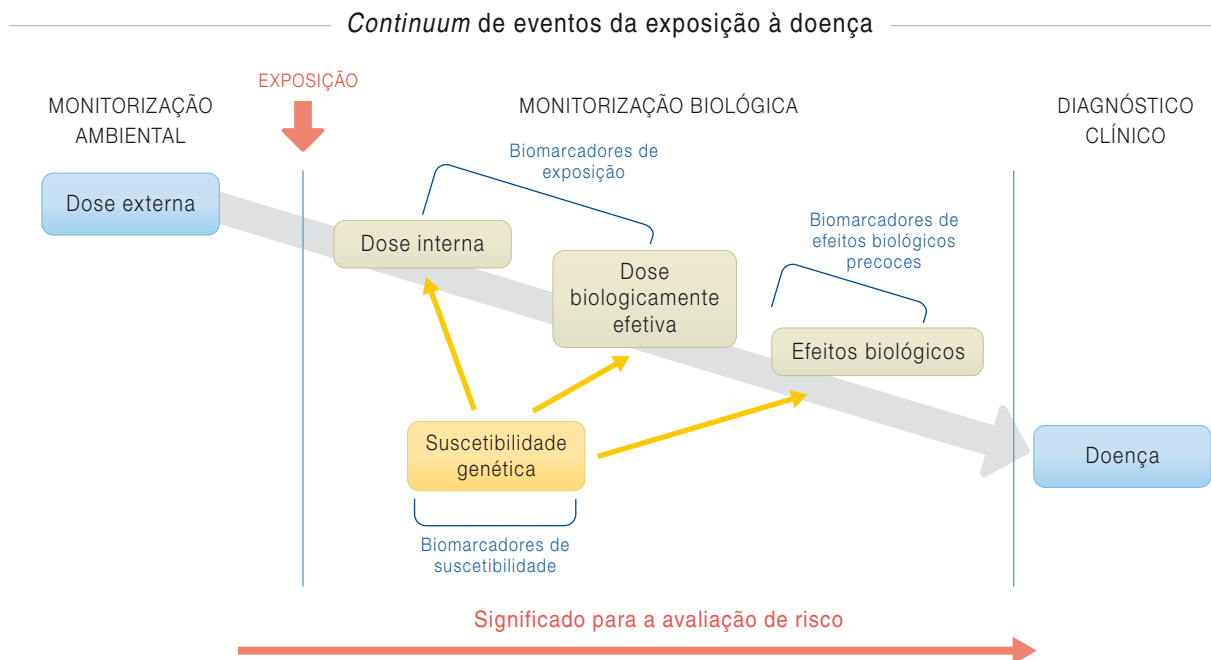 Continuum de eventos da exposição à doença
EXPOSIÇÃO
MONITORIZAÇÃO
AMBIENTAL
MONITORIZAÇÃO BIOLÓGICA
DIAGNÓSTICO
CLÍNICO
Biomarcadores de
exposição
Dose externa
Dose interna
Biomarcadores de
efeitos biológicos
precoces
Dose
biologicamente
efetiva
Efeitos biológicos
Suscetibilidade
genética
Doença
Biomarcadores de
suscetibilidade
Significado para a avaliação de risco